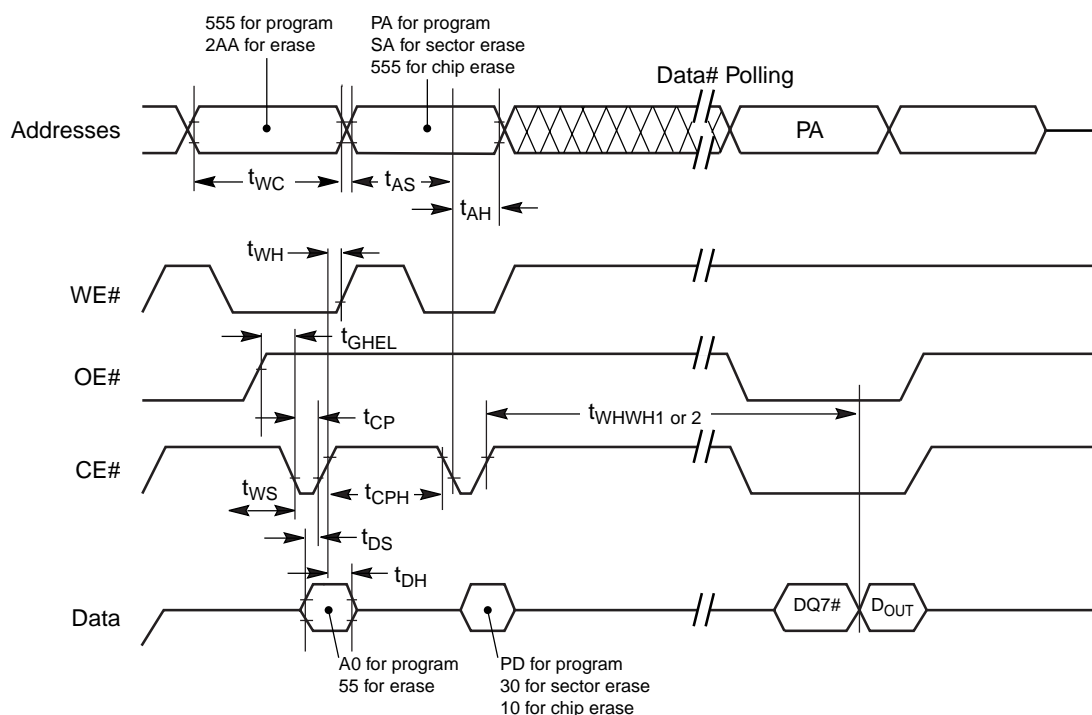 555 for program
2AA for erase
PA for program
SA for sector erase
555 for chip erase
Data# Polling
Addresses
PA
tWC
tAS
tAH
tWH
WE#
tGHEL
OE#
tCP
tWHWH1 or 2
CE#
tWS
tCPH
tDS
tDH
Data
DQ7#
DOUT
A0 for program
55 for erase
PD for program
30 for sector erase
10 for chip erase